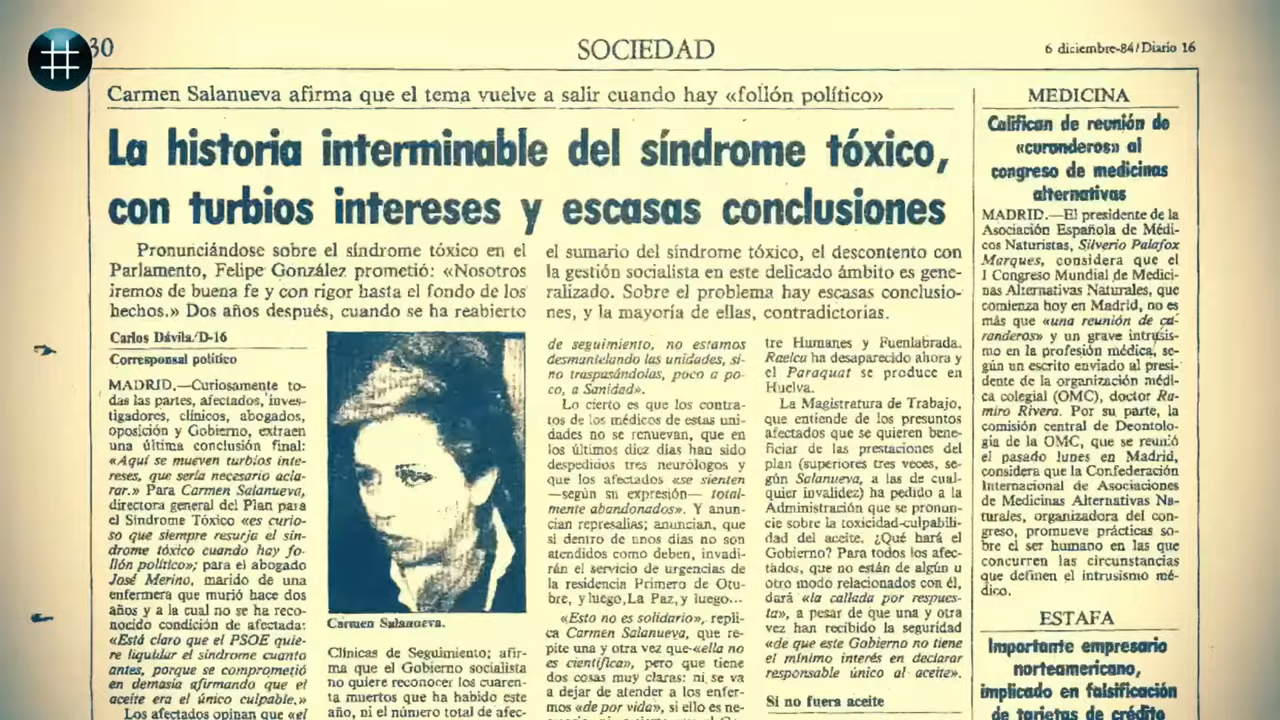 30
SOCIEDAD
6 diciembre-84/Diario 16
Carmen Salanueva afirma que el tema vuelve a salir cuando hay «follón político»
La historia interminable del síndrome tóxico,
con turbios intereses y escasas conclusiones
Pronunciándose sobre el síndrome tóxico en el
Parlamento, Felipe González prometió: «Nosotros
iremos de buena fe y con rigor hasta el fondo de los
hechos.» Dos años después, cuando se ha reabierto
el sumario del síndrome tóxico, el descontento con
la gestión socialista en este delicado ámbito es gene-
ralizado. Sobre el problema hay escasas conclusio-
nes, y la mayoría de ellas, contradictorias.
Carlos Dávila/D-16
Corresponsal político
MADRID.—Curiosamente to-
das las partes, afectados, inves-
tigadores, clínicos, abogados,
oposición y Gobierno, extraen
una última conclusión final:
«Aquí se mueven turbios inte-
reses, que sería necesario acla-
rar.» Para Carmen Salanueva,
directora general del Plan para
el Síndrome Tóxico «es curio-
so que siempre resurja el sín-
drome tóxico cuando hay fo-
llón político»; para el abogado
José Merino, marido de una
enfermera que murió hace dos
años y a la cual no se ha reco-
nocido condición de afectada:
«Está claro que el PSOE quie-
re liquidar el síndrome cuanto
antes, porque se comprometió
en demasía afirmando que el
aceite era el único culpable.»
Los afectados opinan que «el
Carmen Salanueva.
Clínicas de Seguimiento; afir-
ma que el Gobierno socialista
no quiere reconocer los cuaren-
ta muertos que ha habido este
año, ni el número total de afec-
de seguimiento, no estamos
desmantelando las unidades, si-
no traspasándolas, poco a po-
co, a Sanidad».
Lo cierto es que los contra-
tos de los médicos de estas uni-
dades no se renuevan, que en
los últimos diez días han sido
despedidos tres neurólogos y
que los afectados «se sienten
—según su expresión— total-
mente abandonados». Y anun-
cian represalias; anuncian, que
si dentro de unos días no son
atendidos como deben, invadi-
rán el servicio de urgencias de
la residencia Primero de Otu-
bre, y luego, La Paz, y luego...
«Esto no es solidario», repli-
ca Carmen Salanueva, que re-
pite una y otra vez que «ella no
es científica», pero que tiene
dos cosas muy claras: ni se va
a dejar de atender a los enfer-
mos «de por vida», si ello es ne-
tre Humanes y Fuenlabrada.
Raelca ha desaparecido ahora y
el Paraquat se produce en
Huelva.
La Magistratura de Trabajo,
que entiende de los presuntos
afectados que se quieren bene-
ficiar de las prestaciones del
plan (superiores tres veces, se-
gún Salanueva, a las de cual-
quier invalidez) ha pedido a la
Administración que se pronun-
cie sobre la toxicidad-culpabili-
dad del aceite. ¿Qué hará el
Gobierno? Para todos los afec-
tados, que no están de algún u
otro modo relacionados con él,
dará «la callada por respues-
ta», a pesar de que una y otra
vez han recibido la seguridad
«de que este Gobierno no tiene
el mínimo interés en declarar
responsable único al aceite».
Si no fuera aceite
MEDICINA
Califican de reunión de
«curanderos» al
congreso de medicinas
alternativas
MADRID.—El presidente de la
Asociación Española de Médi-
cos Naturistas, Silverio Palafox
Marques, considera que el
I Congreso Mundial de Medici-
nas Alternativas Naturales, que
comienza hoy en Madrid, no es
más que «una reunión de cu-
randeros» y un grave intrusis-
mo en la profesión médica, se-
gún un escrito enviado al presi-
dente de la organización médi-
ca colegial (OMC), doctor Ra-
miro Rivera. Por su parte, la
comisión central de Deontolo-
gía de la OMC, que se reunió
el pasado lunes en Madrid,
considera que la Confederación
Internacional de Asociaciones
de Medicinas Alternativas Na-
turales, organizadora del con-
greso, promueve prácticas so-
bre el ser humano en las que
concurren las circunstancias
que definen el intrusismo mé-
dico.
ESTAFA
Importante empresario
norteamericano,
implicado en falsificación
de tarjetas de crédito